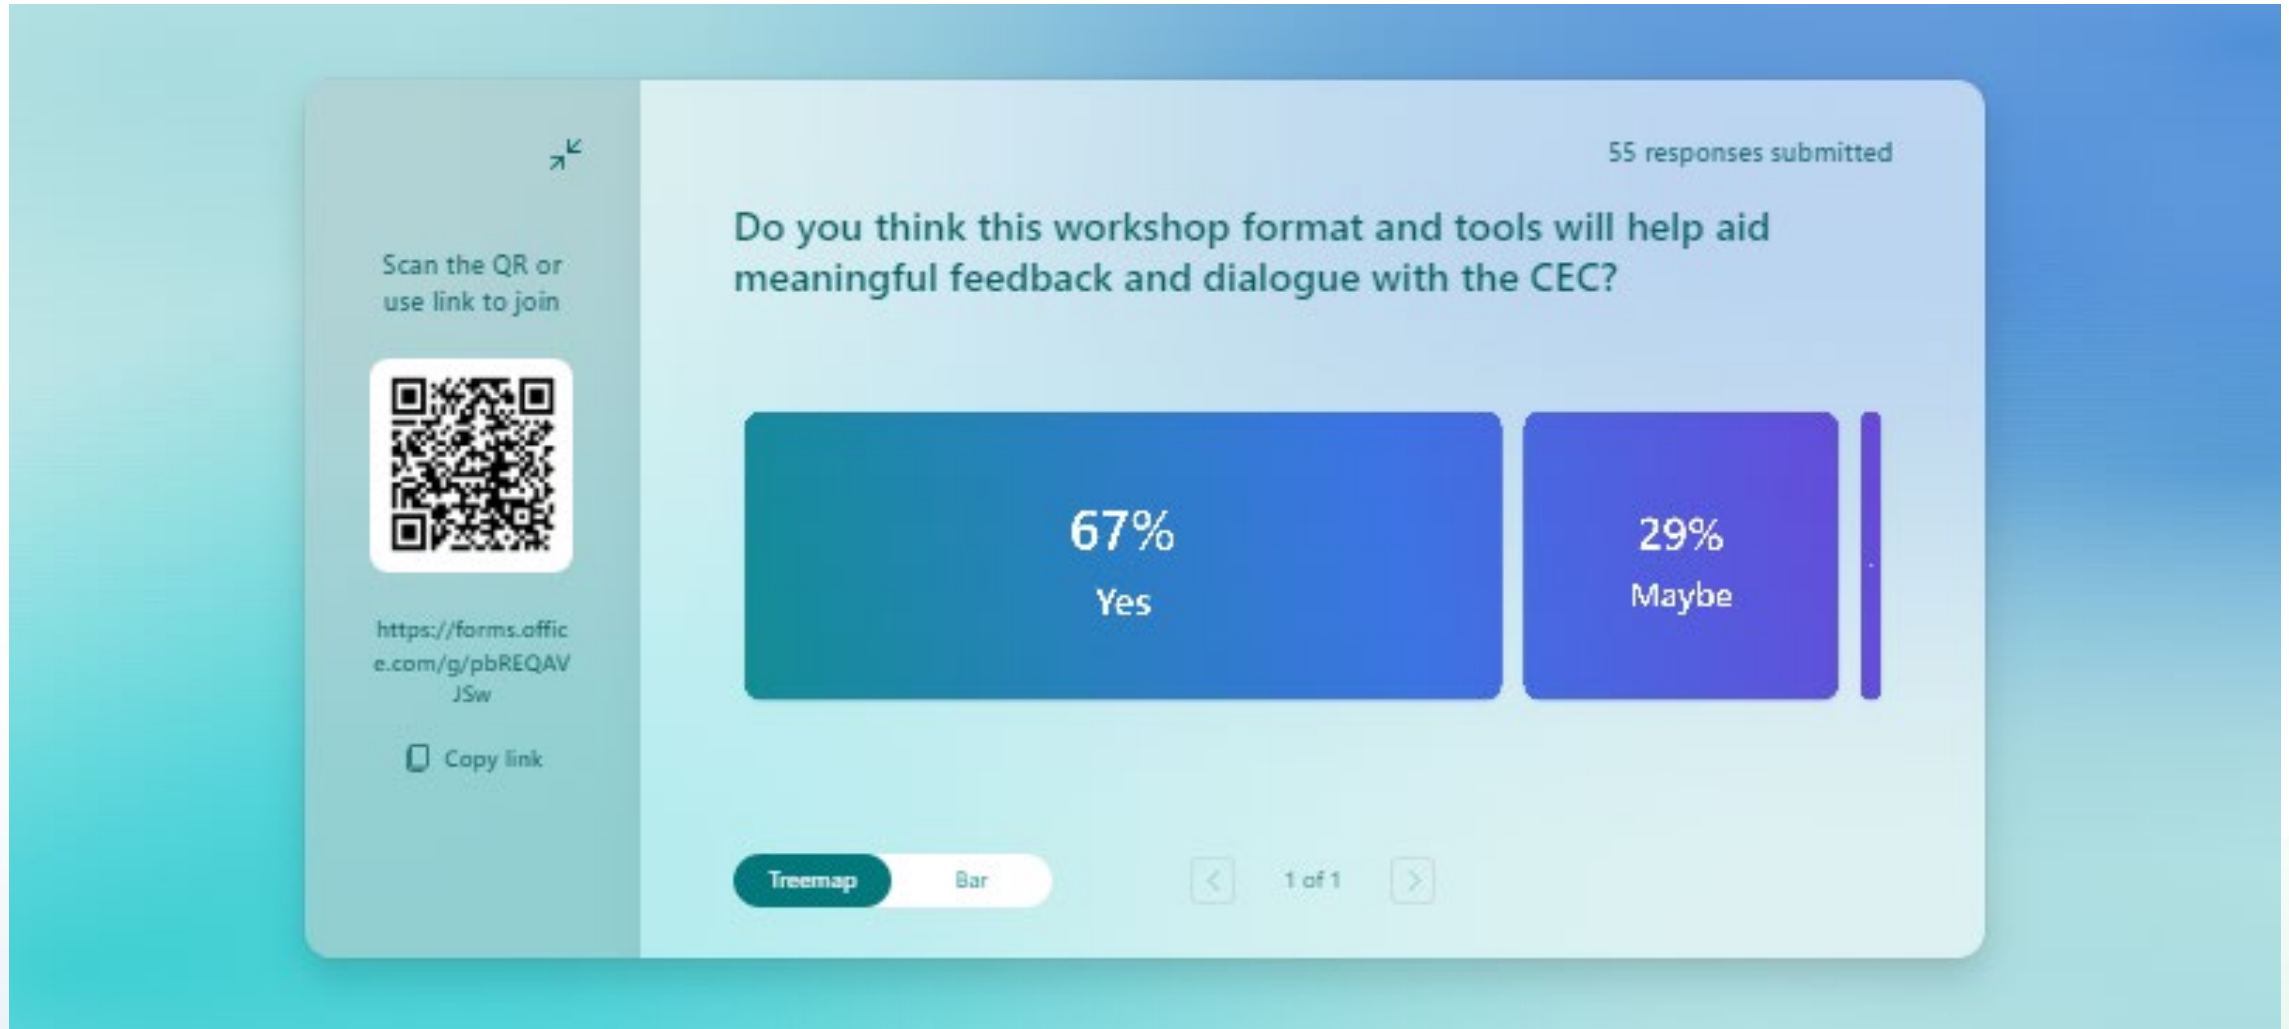 Scan the QR or
use link to join
https://forms.offic
e.com/g/pbREQAV
JSw
Copy link
55 responses submitted
Do you think this workshop format and tools will help aid
meaningful feedback and dialogue with the CEC?
67%
Yes
29%
Maybe
Treemap
Bar
1 of 1